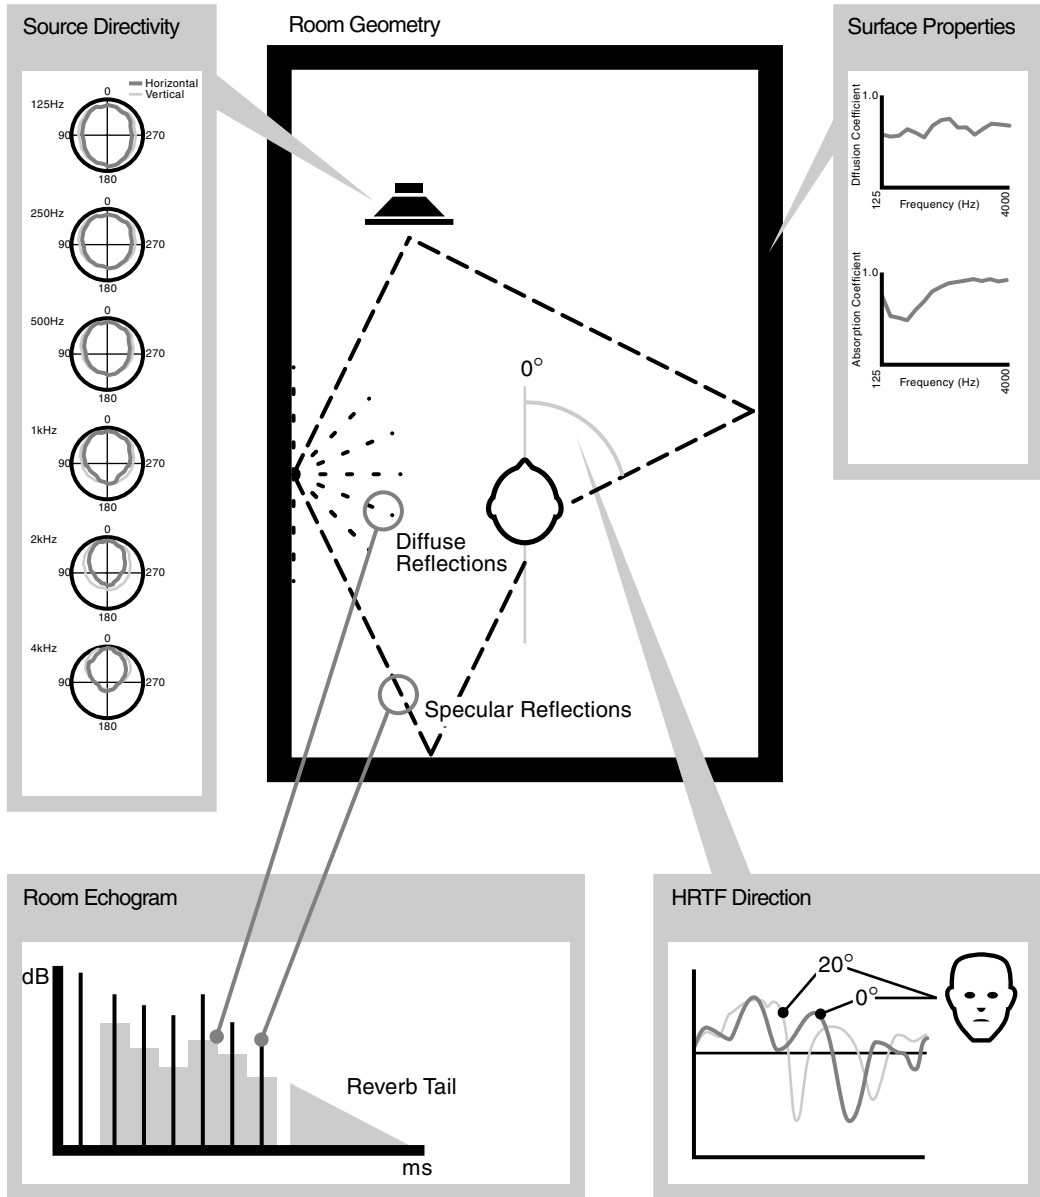 Source Directivity
Horizontal
Vertical
125Hz
0
90
270
180
250Hz
0
90
270
180
500Hz
0
90
270
180
1kHz
0
90
270
180
2kHz
0
90
270
180
4kHz
0
90
270
180
Room Geometry
0°
Diffuse
Reflections
Specular Reflections
Surface Properties
Dffusion Coefficient
1.0
125
Frequency (Hz)
4000
Absorption Coefficient
1.0
125
Frequency (Hz)
4000
Room Echogram
dB
Reverb Tail
ms
HRTF Direction
20°
0°